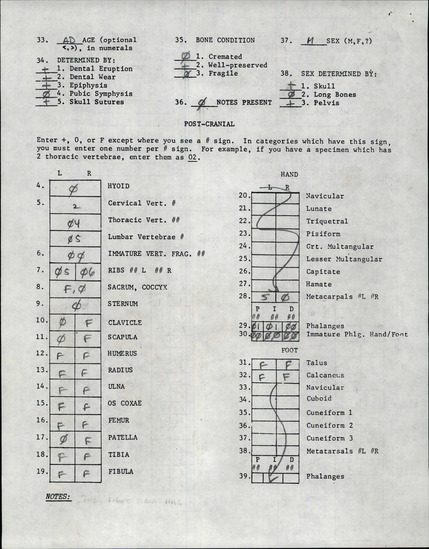 33. AD AGE (optional <,>), in numerals
34. DETERMINED BY:
+ 1. Dental Eruption
+ 2. Dental Wear
+ 3. Epiphysis
Ø 4. Pubic Symphysis
+ 5. Skull Sutures
35. BONE CONDITION
Ø 1. Cremated
+ 2. Well-preserved
Ø 3. Fragile
36. Ø NOTES PRESENT
37. M SEX (M,F,?)
38. SEX DETERMINED BY:
+ 1. Skull
Ø 2. Long Bones
+ 3. Pelvis
POST-CRANIAL
Enter +, 0, or F except where you see a # sign. In categories which have this sign,
you must enter one number per # sign. For example, if you have a specimen which has
2 thoracic vertebrae, enter them as 02.
L R
4. Ø HYOID
5. 2 Cervical Vert. #
Ø4 Thoracic Vert. ##
Ø5 Lumbar Vertebrae #
6. ØØ IMMATURE VERT. FRAG. ##
7. Ø5 Ø6 RIBS ## L ## R
8. F,Ø SACRUM, COCCYX
9. Ø STERNUM
10. Ø F CLAVICLE
11. Ø F SCAPULA
12. F F HUMERUS
13. F F RADIUS
14. F F ULNA
15. F F OS COXAE
16. F F FEMUR
17. Ø F PATELLA
18. F F TIBIA
19. F F FIBULA
NOTES:
HAND
L R
20. Navicular
21. Lunate
22. Triquetral
23. Pisiform
24. Grt. Multangular
25. Lesser Multangular
26. Capitate
27. Hamate
28. 5 Ø Metacarpals #L #R
P I D
## ## ##
29. Ø1 Ø1 ØØ Phalanges
30. ØØ ØØ ØØ Immature Phlg. Hand/Foot
FOOT
31. F F Talus
32. F F Calcaneus
33. Navicular
34. Cuboid
35. Cuneiform 1
36. Cuneiform 2
37. Cuneiform 3
38. Metatarsals #L #R
P I D
## ## ##
39. Phalanges